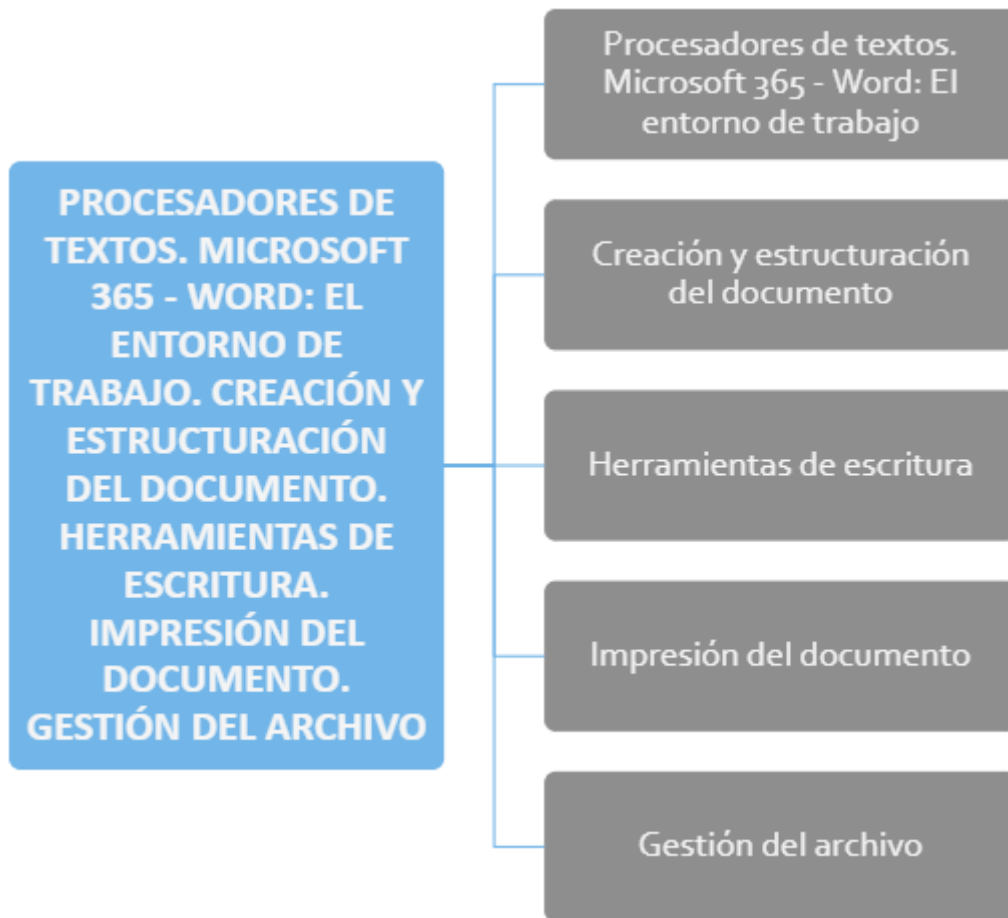 PROCESADORES DE
TEXTOS. MICROSOFT
365 - WORD: EL
ENTORNO DE
TRABAJO. CREACIÓN Y
ESTRUCTURACIÓN
DEL DOCUMENTO.
HERRAMIENTAS DE
ESCRITURA.
IMPRESIÓN DEL
DOCUMENTO.
GESTIÓN DEL ARCHIVO
Procesadores de textos.
Microsoft 365 - Word: El
entorno de trabajo
Creación y estructuración
del documento
Herramientas de escritura
Impresión del documento
Gestión del archivo